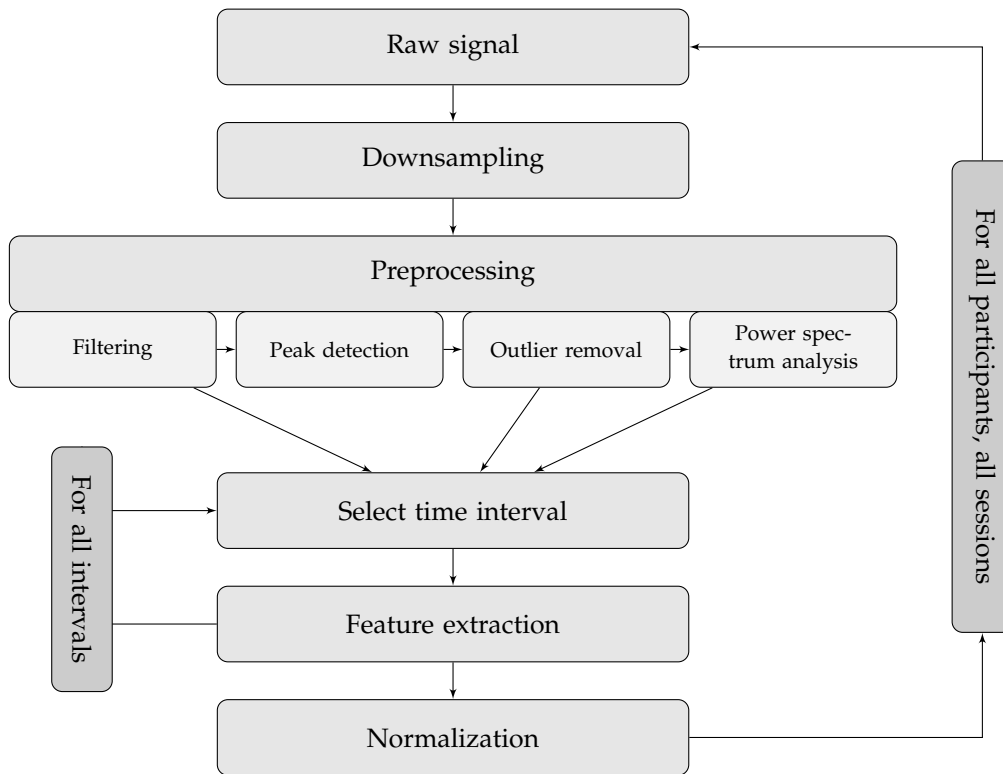 Raw signal
Downsampling
Preprocessing
Filtering
Peak detection
Outlier removal
Power spec-
trum analysis
Select time interval
Feature extraction
Normalization
For all intervals
For all participants, all sessions